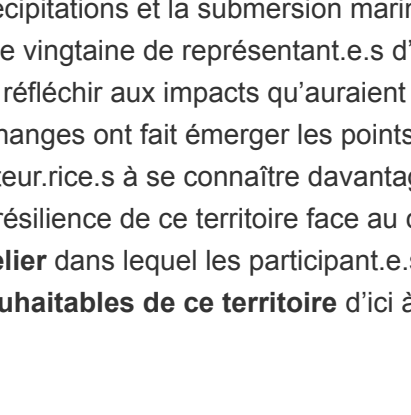 écipitations et la submersion mari
e vingtaine de représentant.e.s d’
réfléchir aux impacts qu’auraient
hanges ont fait émerger les points
teur.rice.s à se connaître davanta
résilience de ce territoire face au
elier dans lequel les participant.e.s
uhaitables de ce territoire d’ici à